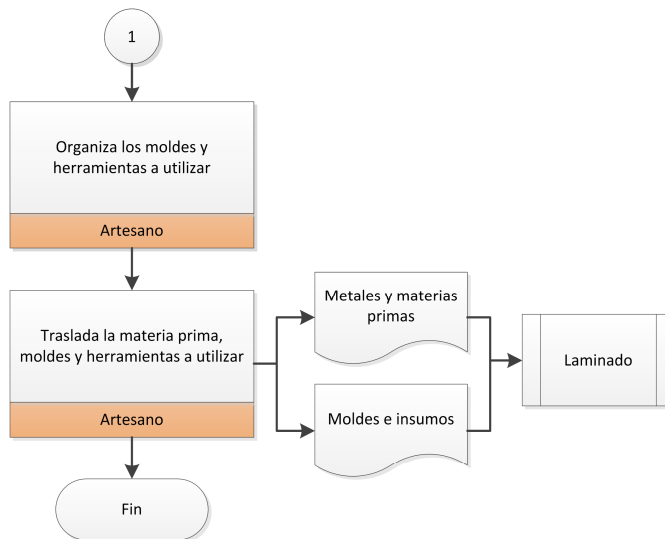 1
Organiza los moldes y
herramientas a utilizar
Artesano
Traslada la materia prima,
moldes y herramientas a utilizar
Artesano
Metales y materias
primas
Moldes e insumos
Laminado
Fin